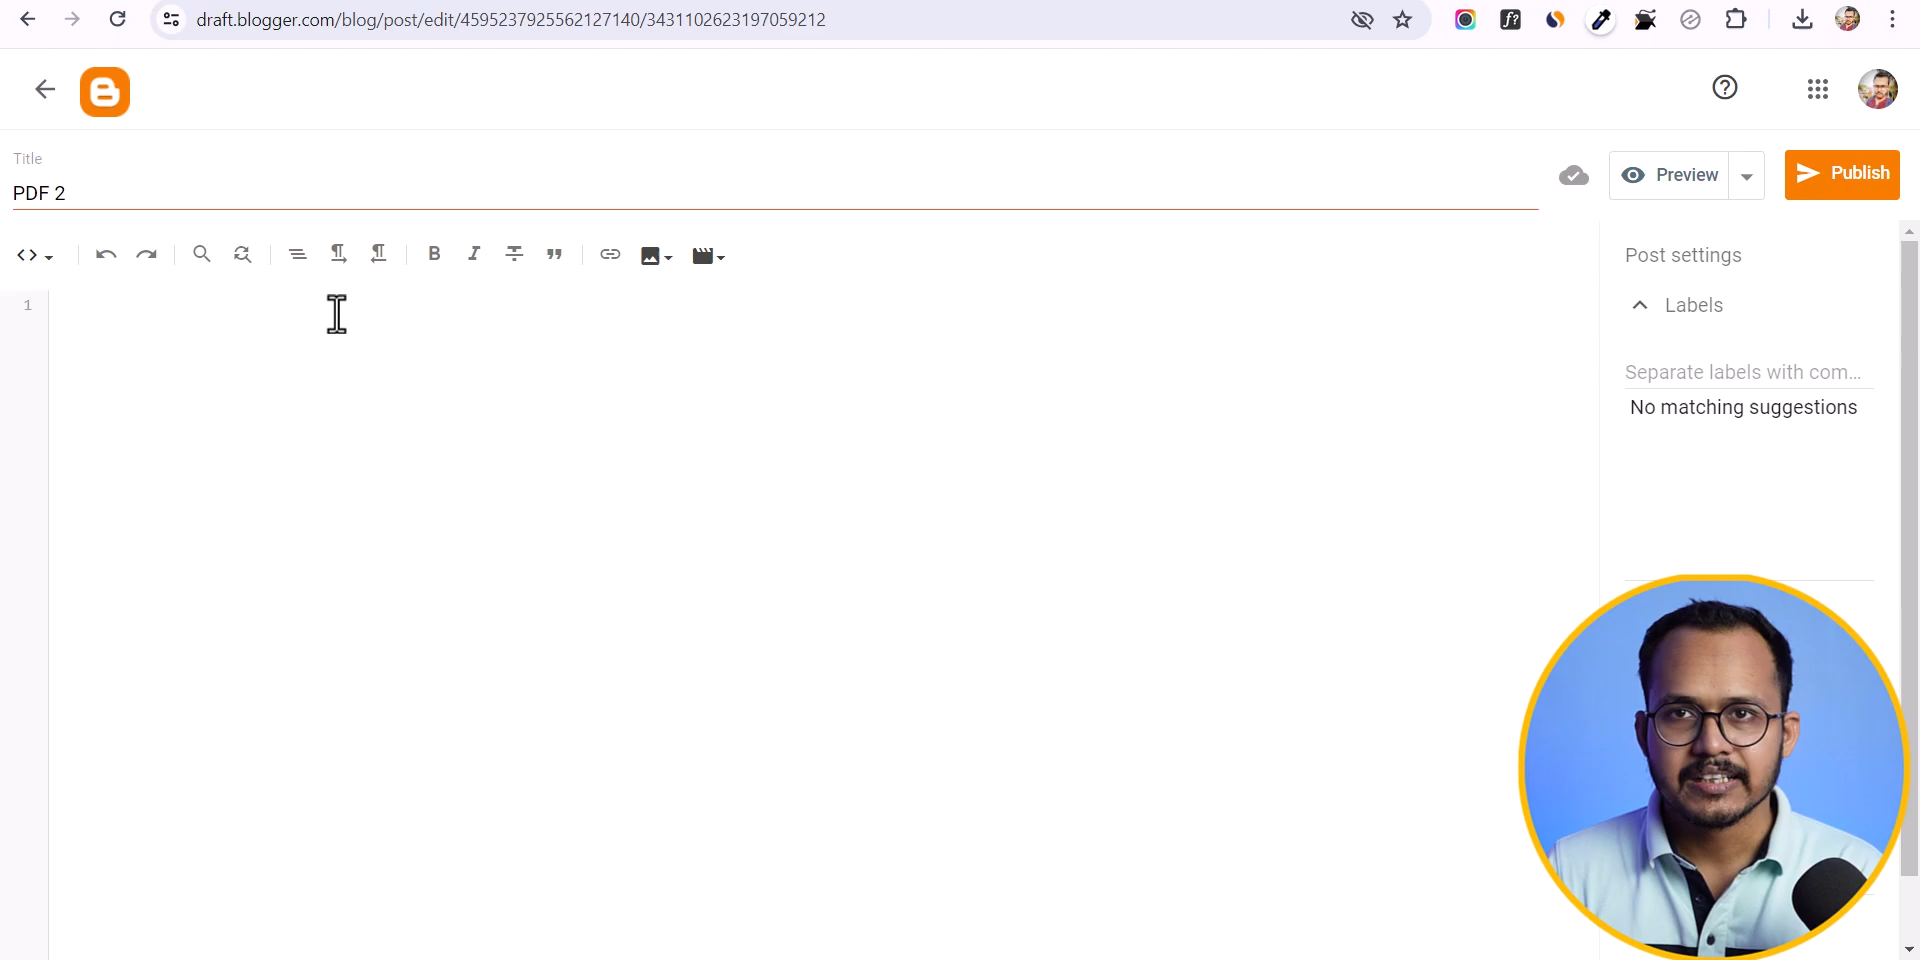 draft.blogger.com/blog/post/edit/4595237925562127140/3431102623197059212
Title
PDF 2
Preview
Publish
Post settings
Labels
Separate labels with com...
No matching suggestions
1